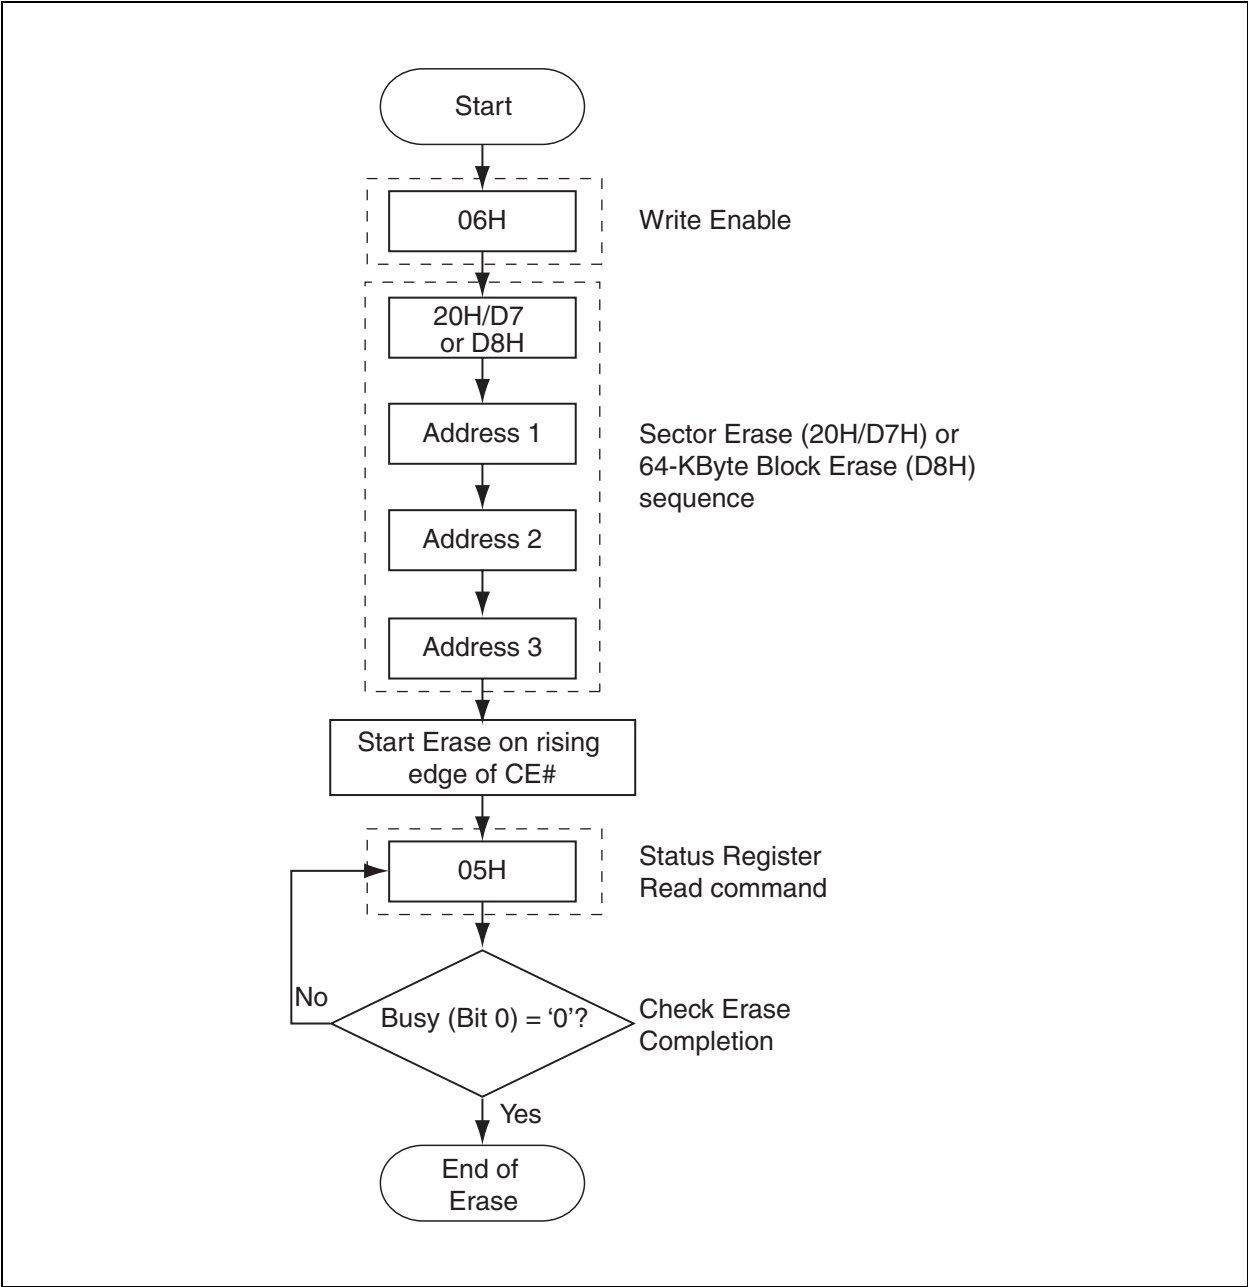 Start
06H
Write Enable
20H/D7
or D8H
Address 1
Sector Erase (20H/D7H) or
64-KByte Block Erase (D8H)
sequence
Address 2
Address 3
Start Erase on rising
edge of CE#
05H
Status Register
Read command
No
Busy (Bit 0) = ‘0’?
Check Erase
Completion
Yes
End of
Erase